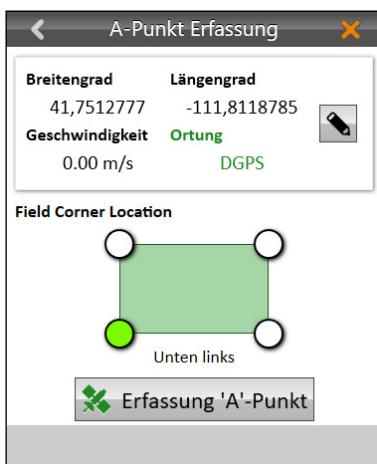 A-Punkt Erfassung
Breitengrad Längengrad
41,7512777 -111,8118785
Geschwindigkeit Ortung
0.00 m/s DGPS
Field Corner Location
Unten links
Erfassung 'A'-Punkt